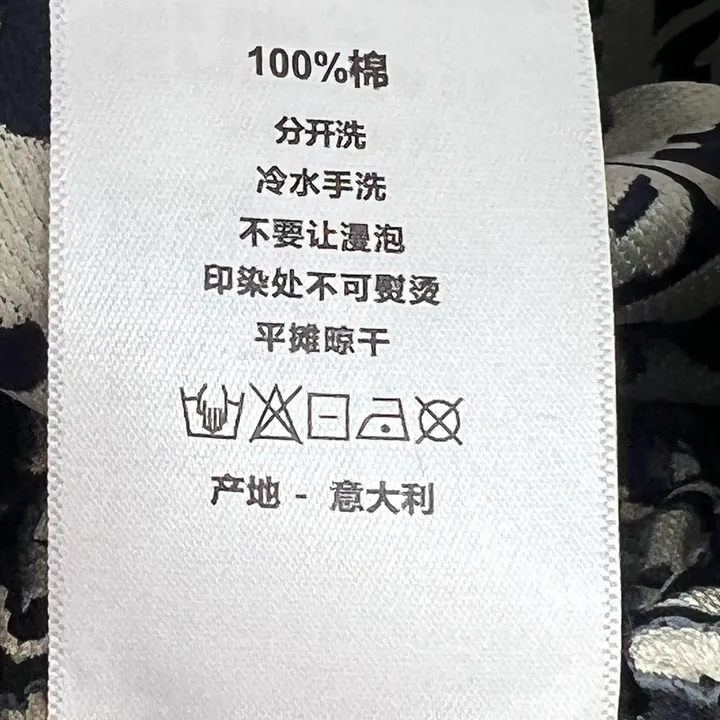 100%棉
分开洗
冷水手洗
不要让漫泡
印染处不可熨烫
平摊晾干
产地 - 意大利